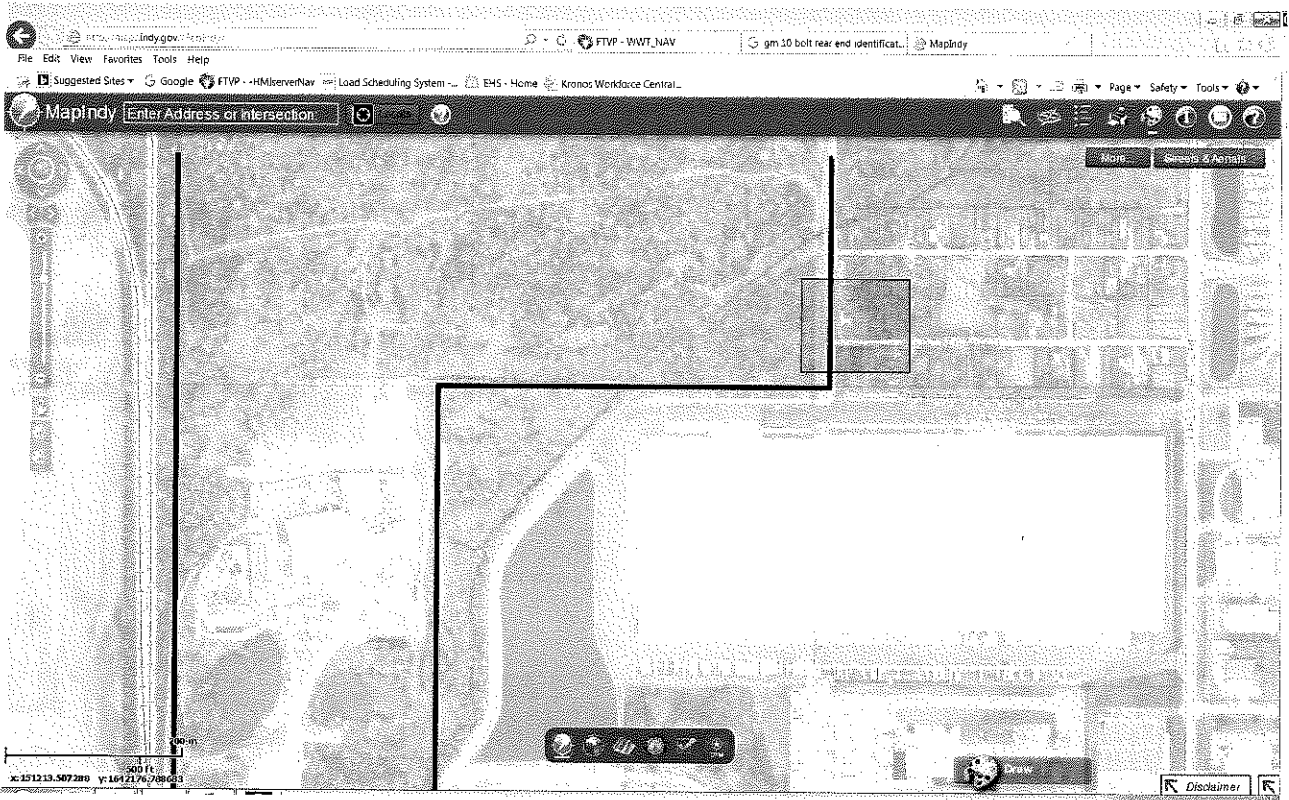 indy.gov
FTVP - WWT_NAV
gm 10 bolt rear end identificat..
MapIndy
File Edit View Favorites Tools Help
Suggested Sites Google FTVP - -HMIserverNav Load Scheduling System -... EHS - Home Kronos Workforce Central...
Page Safety Tools
MapIndy Enter Address or Intersection
More Streets & Aerials
200 m
500 ft
Draw
Disclaimer